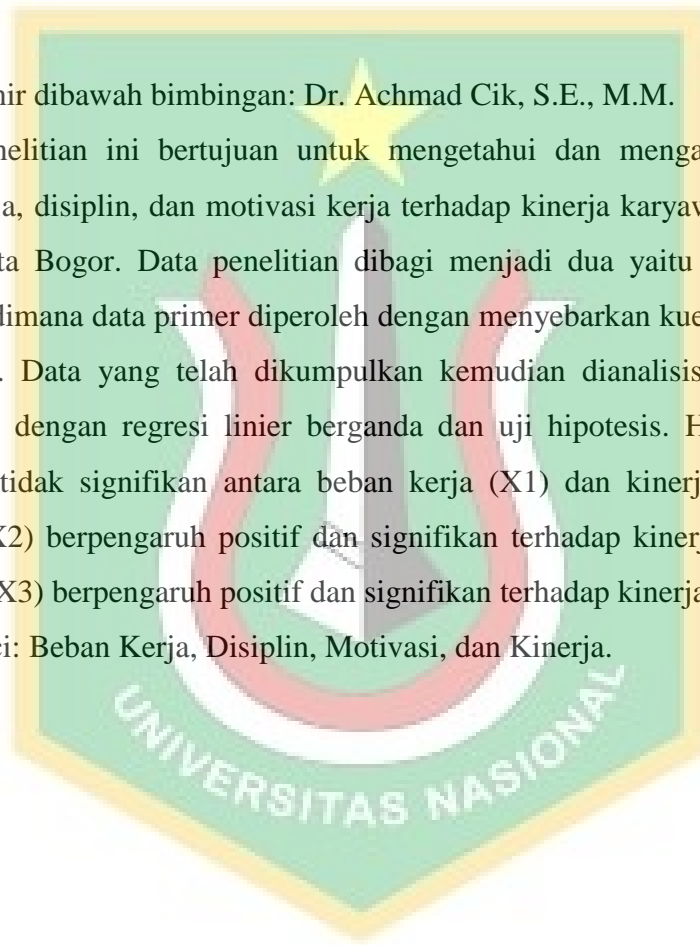 hir dibawah bimbingan: Dr. Achmad Cik, S.E., M.M.
nelitian ini bertujuan untuk mengetahui dan menga
a, disiplin, dan motivasi kerja terhadap kinerja karyaw
ta Bogor. Data penelitian dibagi menjadi dua yaitu
dimana data primer diperoleh dengan menyebarkan kue
. Data yang telah dikumpulkan kemudian dianalisis
dengan regresi linier berganda dan uji hipotesis. H
tidak signifikan antara beban kerja (X1) dan kinerj
X2) berpengaruh positif dan signifikan terhadap kinerj
X3) berpengaruh positif dan signifikan terhadap kinerja
ci: Beban Kerja, Disiplin, Motivasi, dan Kinerja.
UNIVERSITAS NASIONAL